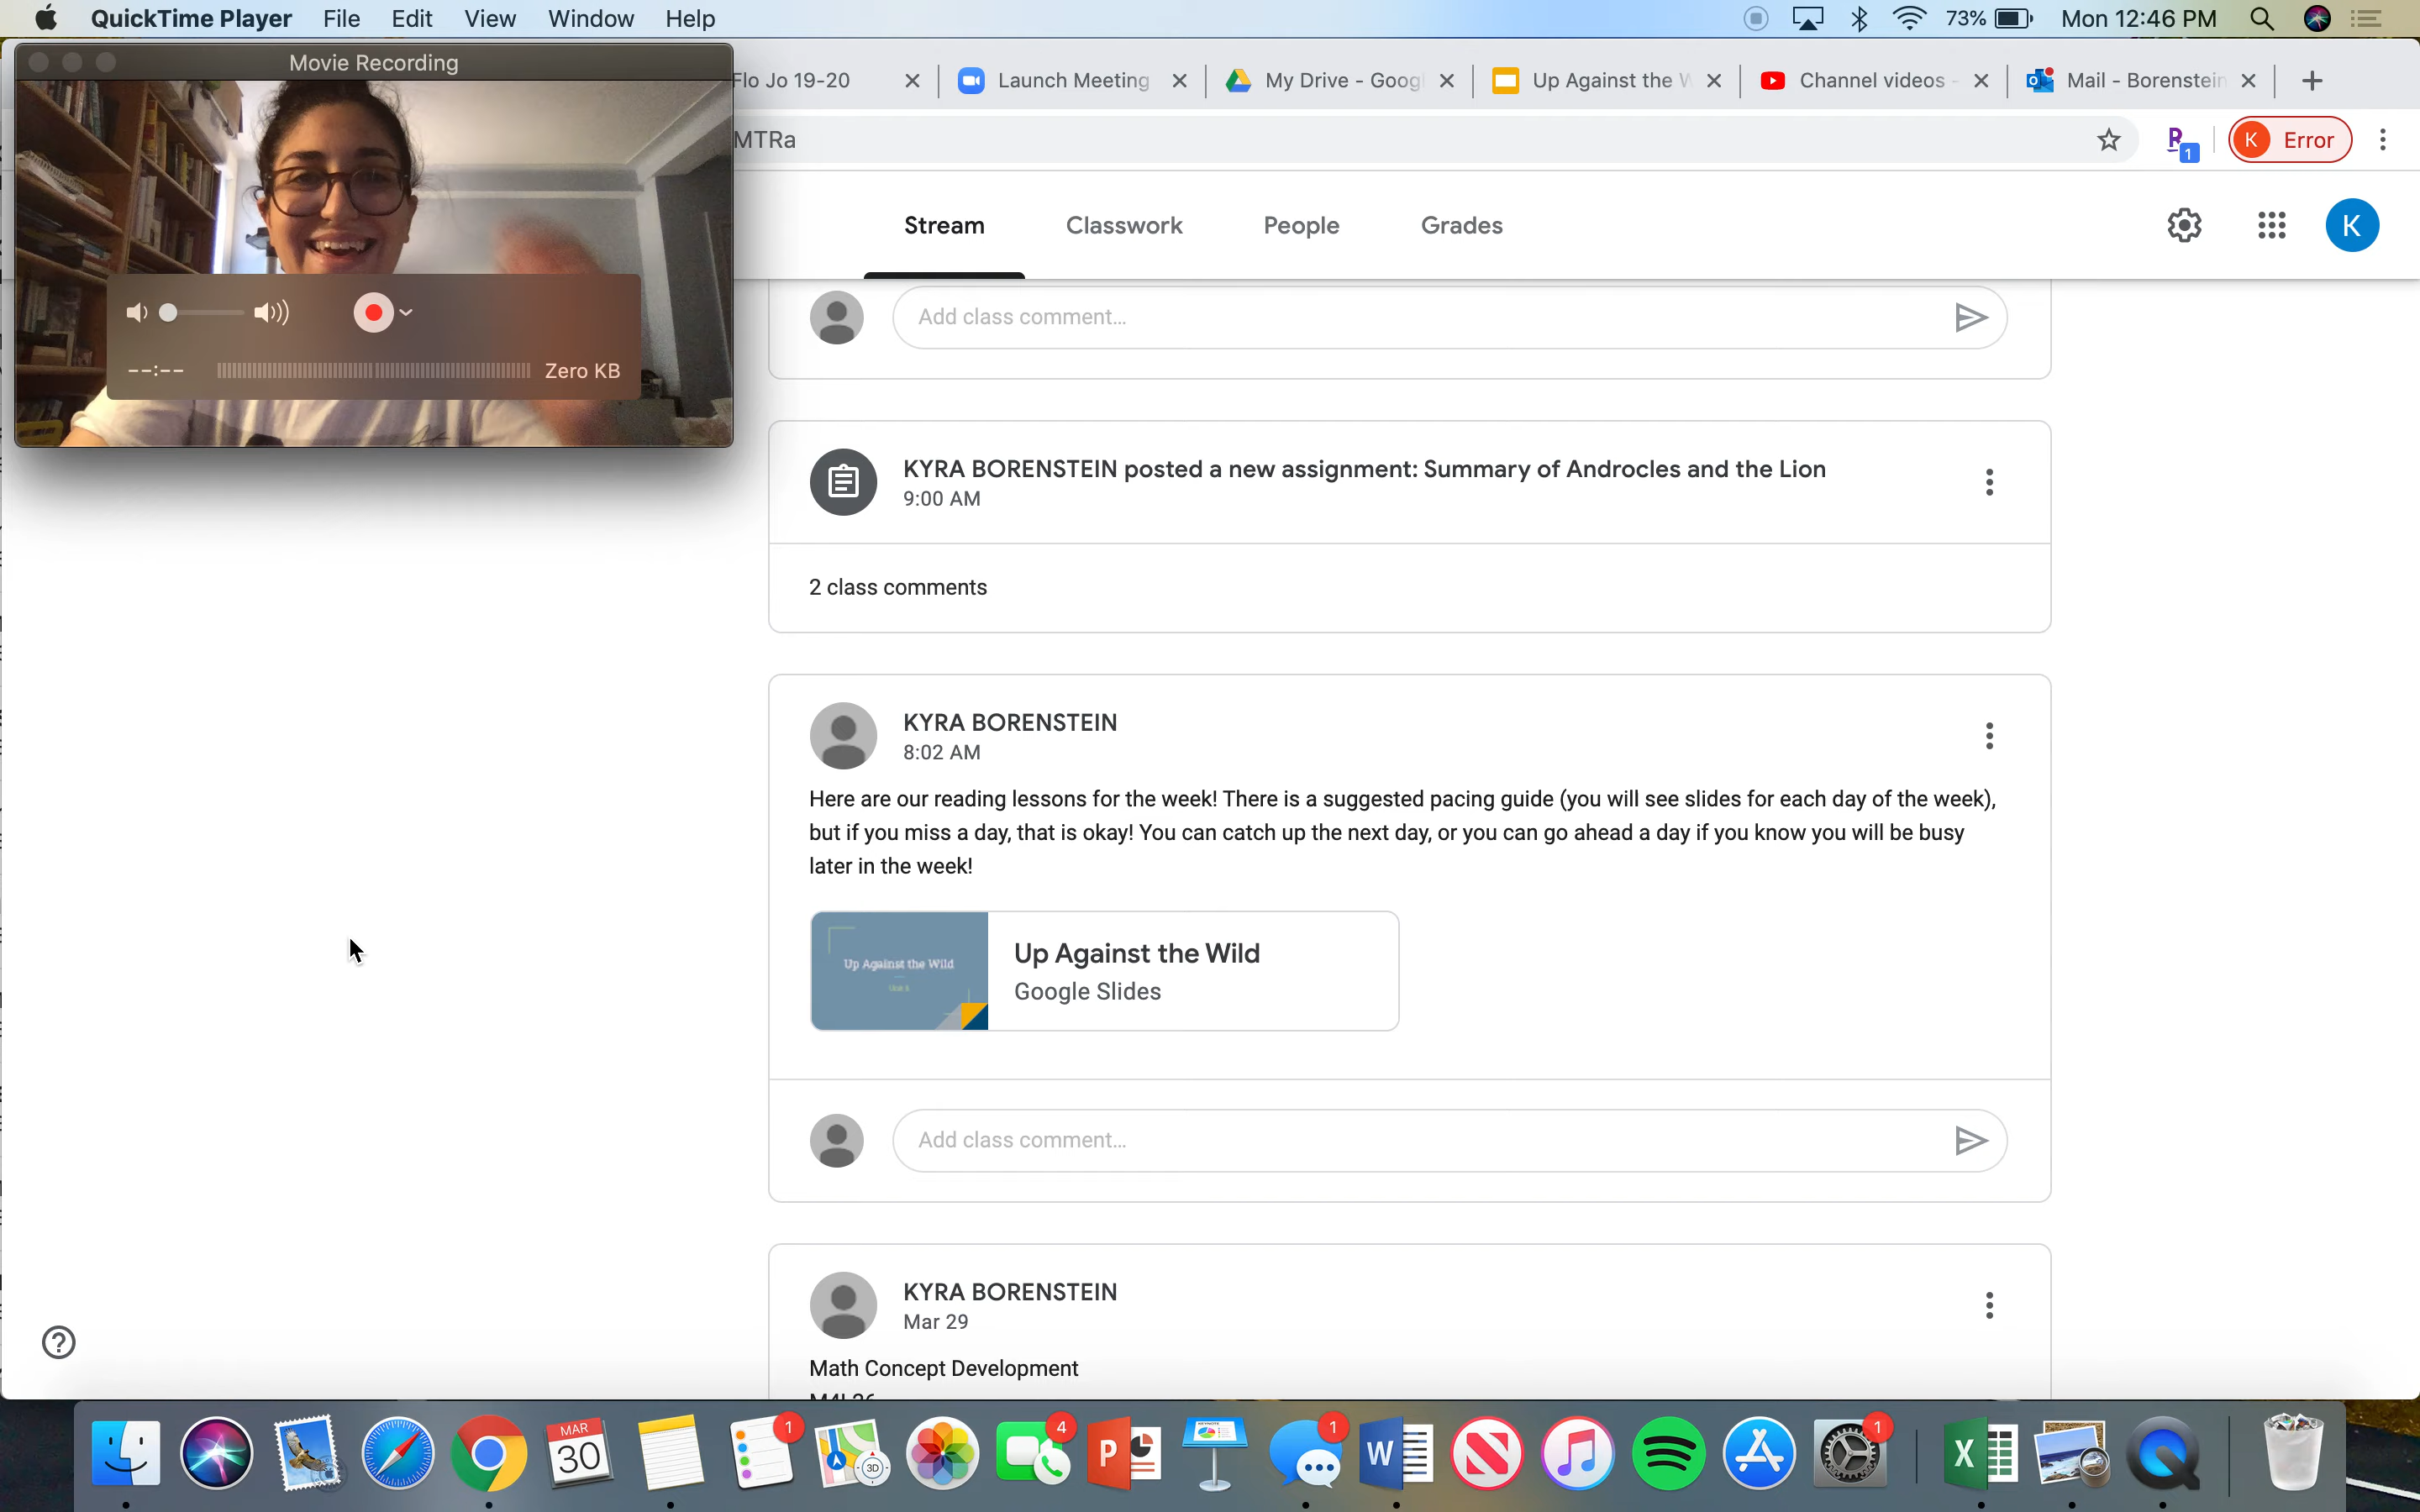 QuickTime Player File Edit View Window Help 73% Mon 12:46 PM
Movie Recording
Flo Jo 19-20 Launch Meeting My Drive - Goog Up Against the W Channel videos - Mail - Borenstein
MTRa
R 1 K Error
Stream Classwork People Grades K
--:-- Zero KB
Add class comment...
KYRA BORENSTEIN posted a new assignment: Summary of Androcles and the Lion
9:00 AM
2 class comments
KYRA BORENSTEIN
8:02 AM
Here are our reading lessons for the week! There is a suggested pacing guide (you will see slides for each day of the week),
but if you miss a day, that is okay! You can catch up the next day, or you can go ahead a day if you know you will be busy
later in the week!
Up Against the Wild
Up Against the Wild
Google Slides
Add class comment...
KYRA BORENSTEIN
Mar 29
Math Concept Development
MAR
30
1
3D
4
P
KEYNOTE
1
W
1
X